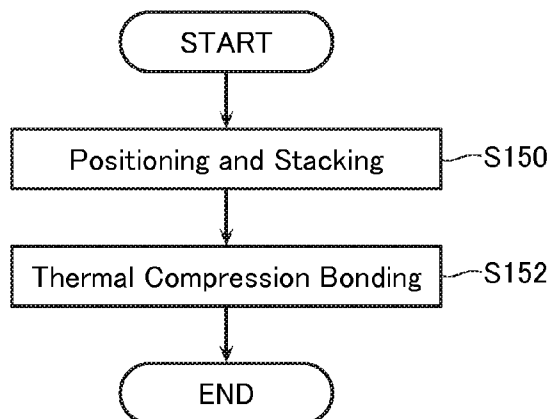 START
Positioning and Stacking
S150
Thermal Compression Bonding
S152
END